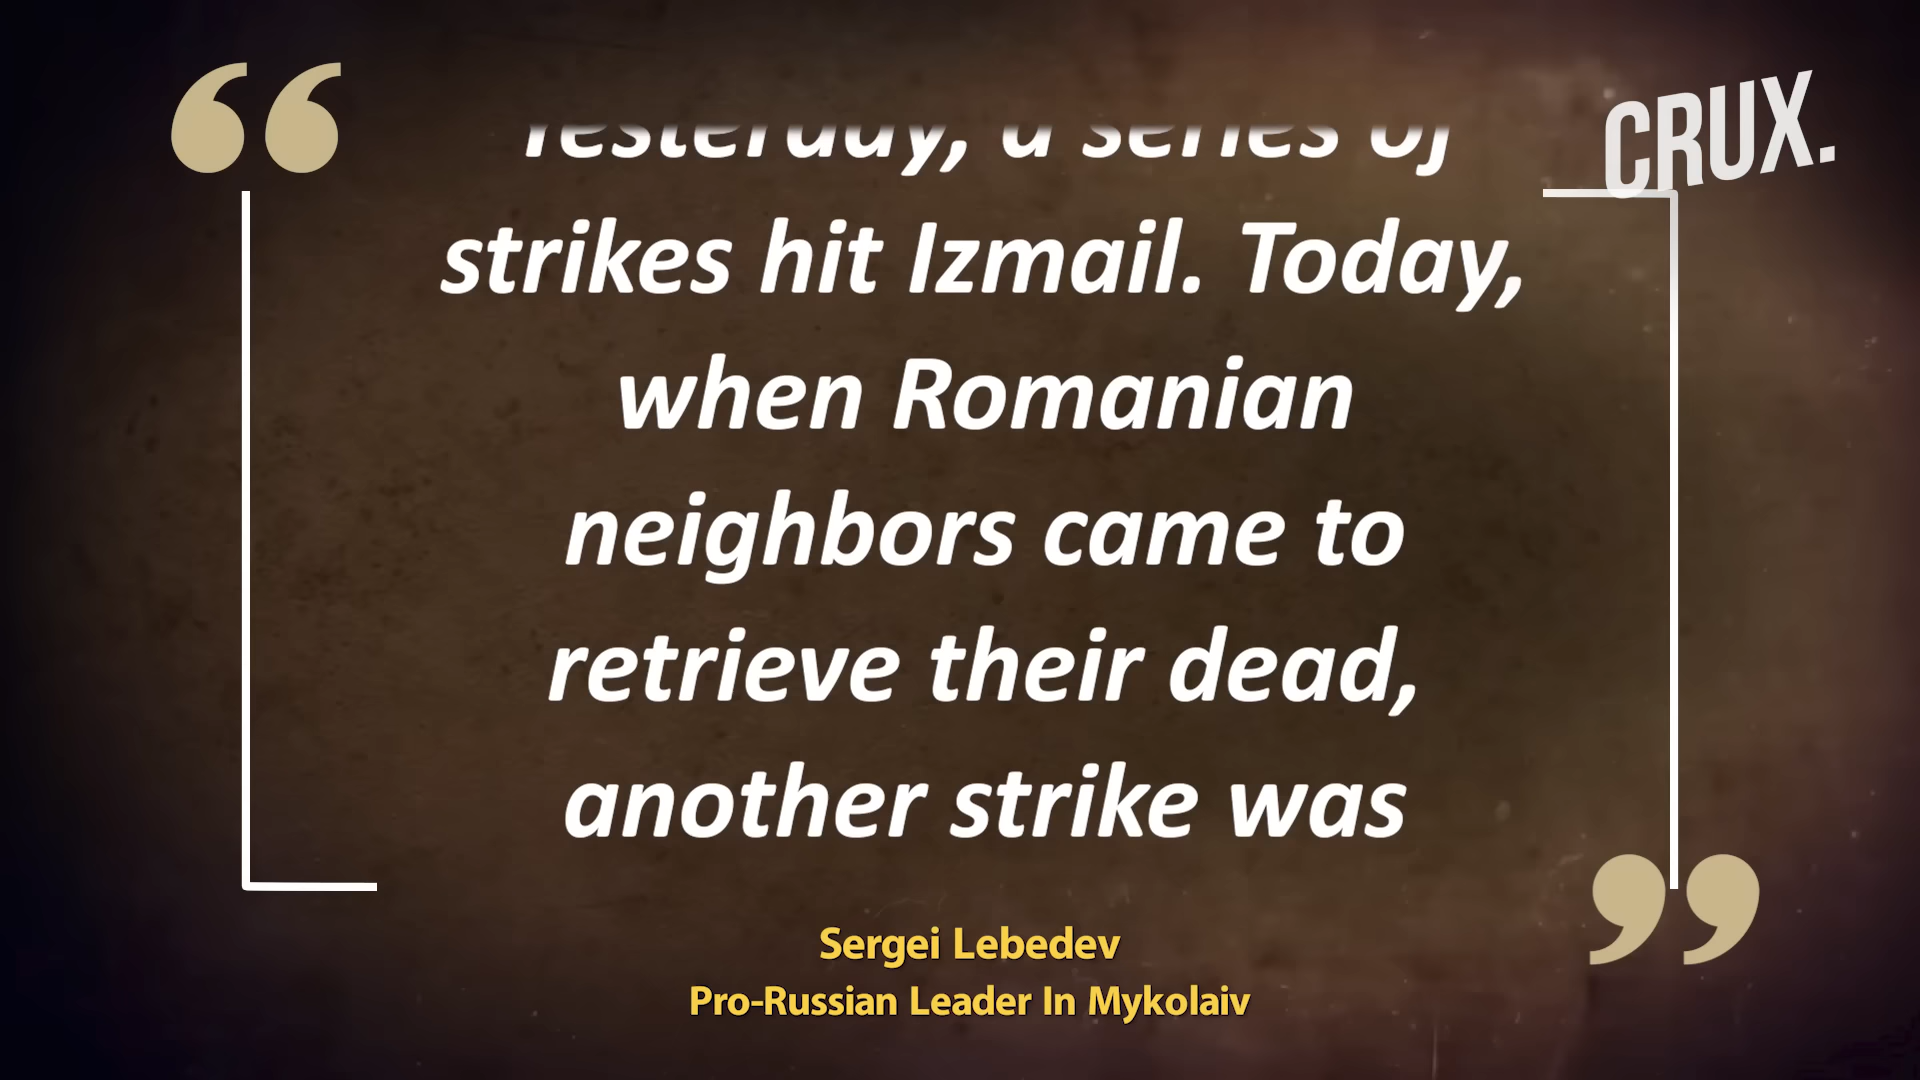 CRUX.
Yesterday, a series of
strikes hit Izmail. Today,
when Romanian
neighbors came to
retrieve their dead,
another strike was
Sergei Lebedev
Pro-Russian Leader In Mykolaiv